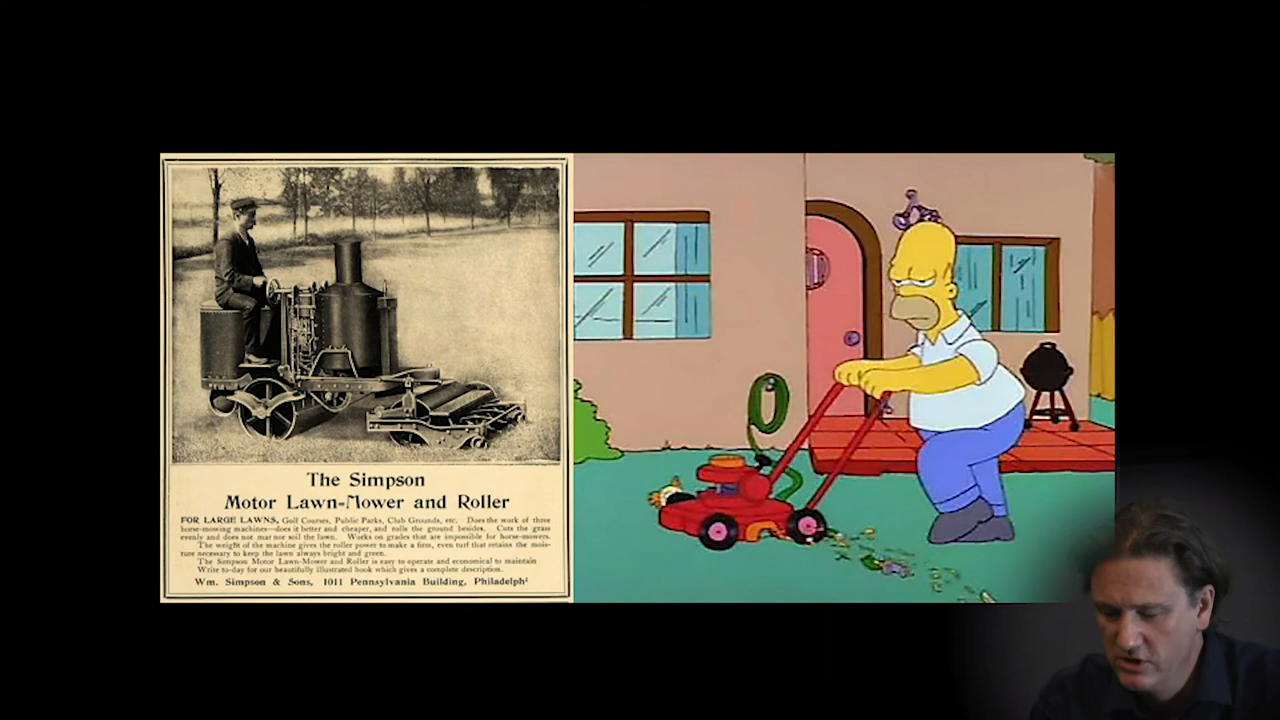 The Simpson
Motor Lawn-Mower and Roller
FOR LARGE LAWNS, Golf Courses, Public Parks, Club Grounds, etc. Does the work of three
horse-mowing machines—does it better and cheaper, and rolls the ground besides. Cuts the grass
evenly and does not mar nor soil the lawn. Works on grades that are impossible for horse-mowers.
The weight of the machine gives the roller power to make a firm, even turf that retains the mois-
ture necessary to keep the lawn always bright and green.
The Simpson Motor Lawn-Mower and Roller is easy to operate and economical to maintain
Write to-day for our beautifully illustrated book which gives a complete description.
Wm. Simpson & Sons, 1011 Pennsylvania Building, Philadelph